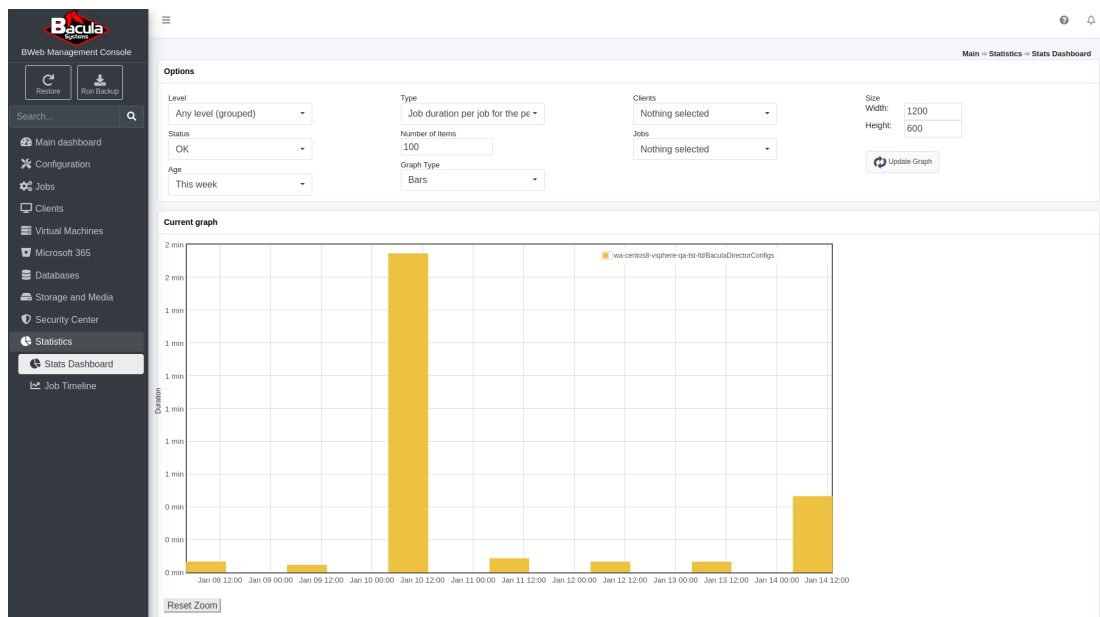 Bacula
Systems
BWeb Management Console
Restore
Run Backup
Search...
Main dashboard
Configuration
Jobs
Clients
Virtual Machines
Microsoft 365
Databases
Storage and Media
Security Center
Statistics
Stats Dashboard
Job Timeline
Main ⇒ Statistics ⇒ Stats Dashboard
Options
Level
Any level (grouped)
Status
OK
Age
This week
Type
Job duration per job for the pe
Number of Items
100
Graph Type
Bars
Clients
Nothing selected
Jobs
Nothing selected
Size
Width: 1200
Height: 600
Update Graph
Current graph
wa-centos8-vsphere-qa-tst-fd/BaculaDirectorConfigs
2 min
2 min
1 min
1 min
1 min
1 min
1 min
1 min
0 min
0 min
0 min
Duration
Jan 08 12:00 Jan 09 00:00 Jan 09 12:00 Jan 10 00:00 Jan 10 12:00 Jan 11 00:00 Jan 11 12:00 Jan 12 00:00 Jan 12 12:00 Jan 13 00:00 Jan 13 12:00 Jan 14 00:00 Jan 14 12:00
Reset Zoom